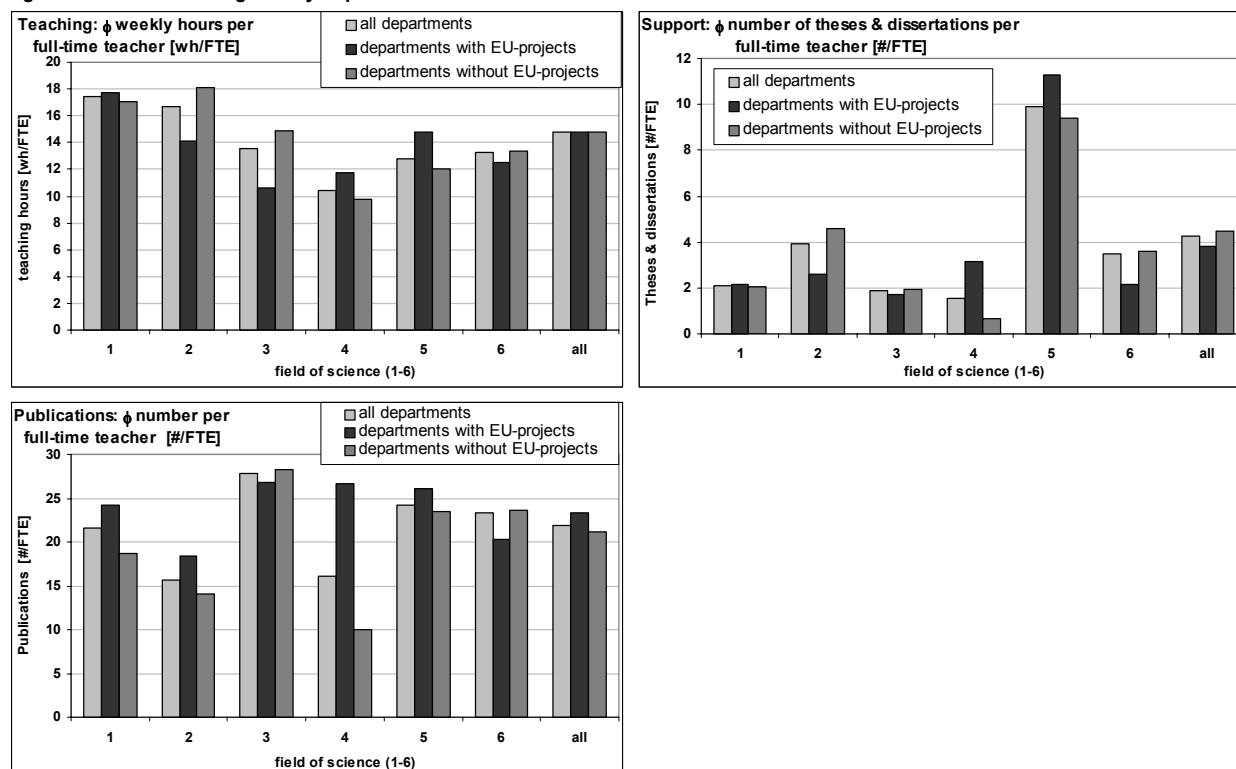 Teaching: ϕ weekly hours per
full-time teacher [wh/FTE]
all departments
departments with EU-projects
departments without EU-projects
20
18
16
14
12
10
8
6
4
2
0
teaching hours [wh/FTE]
1 2 3 4 5 6 all
field of science (1-6)
Support: ϕ number of theses & dissertations per
full-time teacher [#/FTE]
all departments
departments with EU-projects
departments without EU-projects
12
10
8
6
4
2
0
Theses & dissertations [#/FTE]
1 2 3 4 5 6 all
field of science (1-6)
Publications: ϕ number per
full-time teacher [#/FTE]
all departments
departments with EU-projects
departments without EU-projects
30
25
20
15
10
5
0
Publications [#/FTE]
1 2 3 4 5 6 all
field of science (1-6)